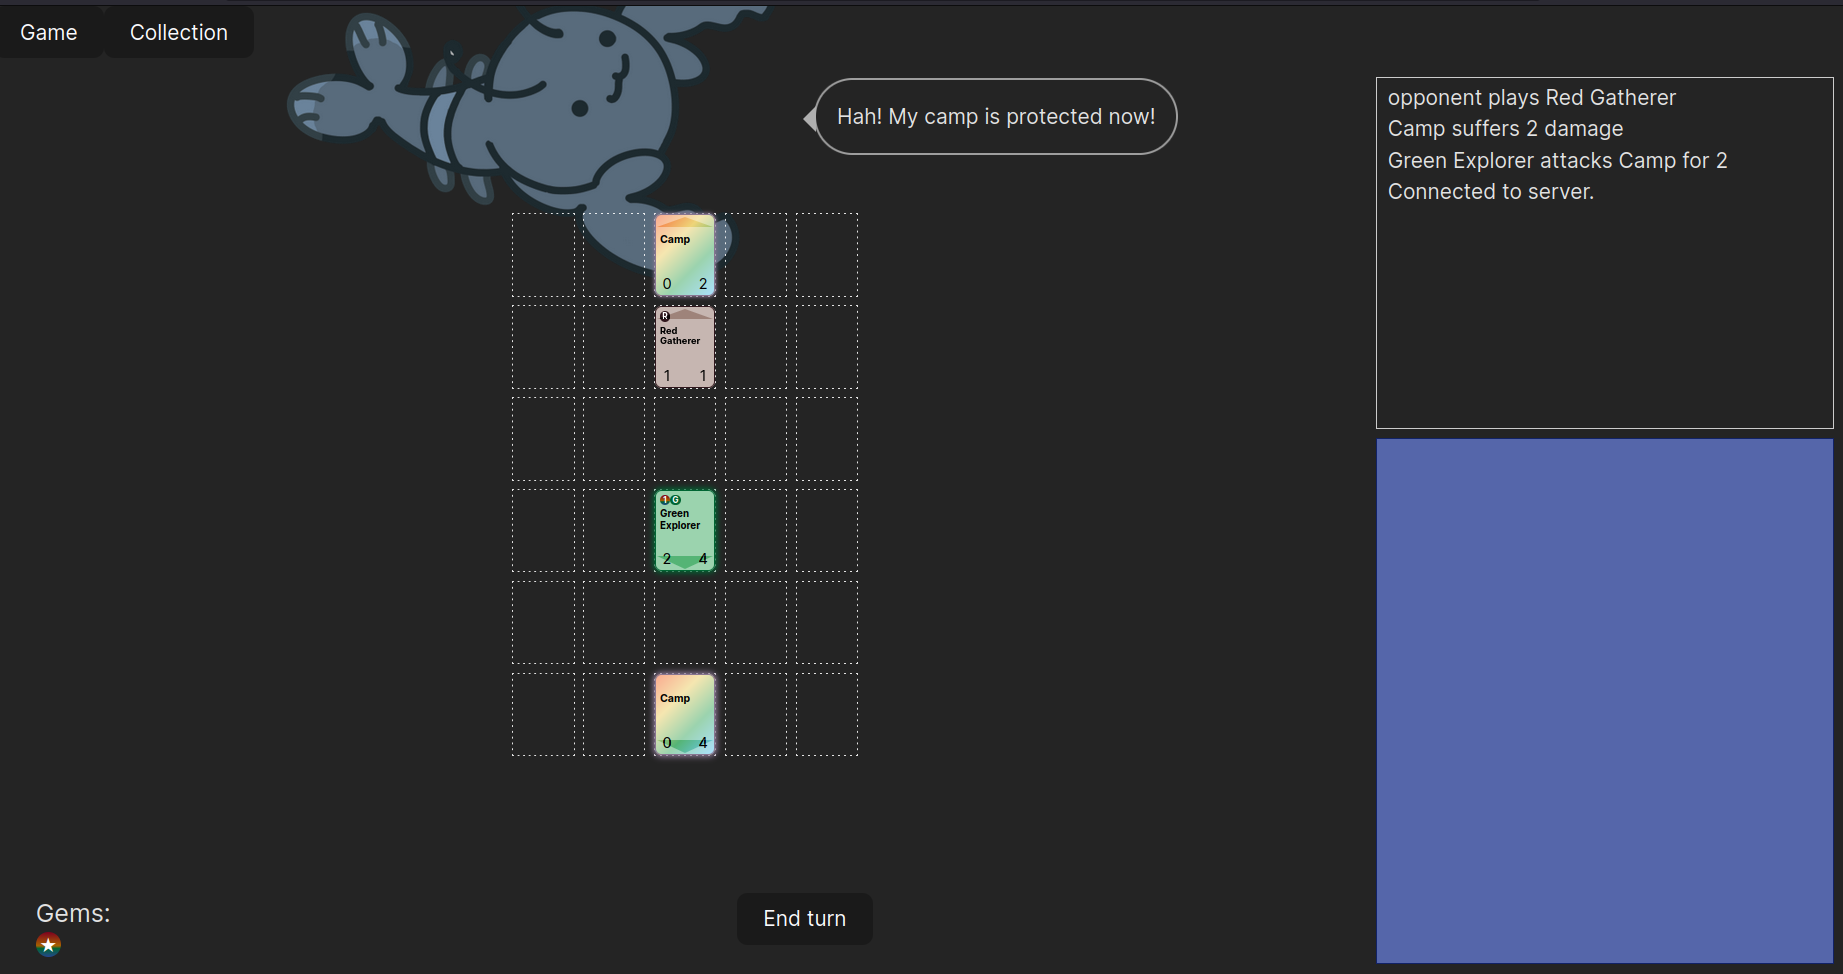 Game
Collection
Hah! My camp is protected now!
opponent plays Red Gatherer
Camp suffers 2 damage
Green Explorer attacks Camp for 2
Connected to server.
Camp
0 2
R
Red
Gatherer
1 1
1 G
Green
Explorer
2 4
Camp
0 4
Gems:
End turn